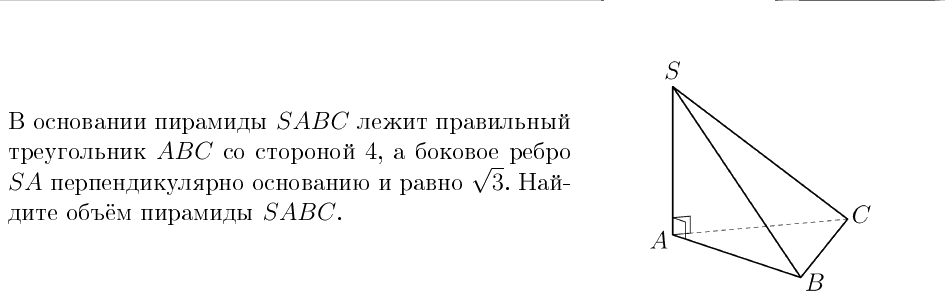 В основании пирамиды SABC лежит правильный
треугольник ABC со стороной 4, а боковое ребро
SA перпендикулярно основанию и равно √3. Най-
дите объём пирамиды SABC.
S
A
C
B